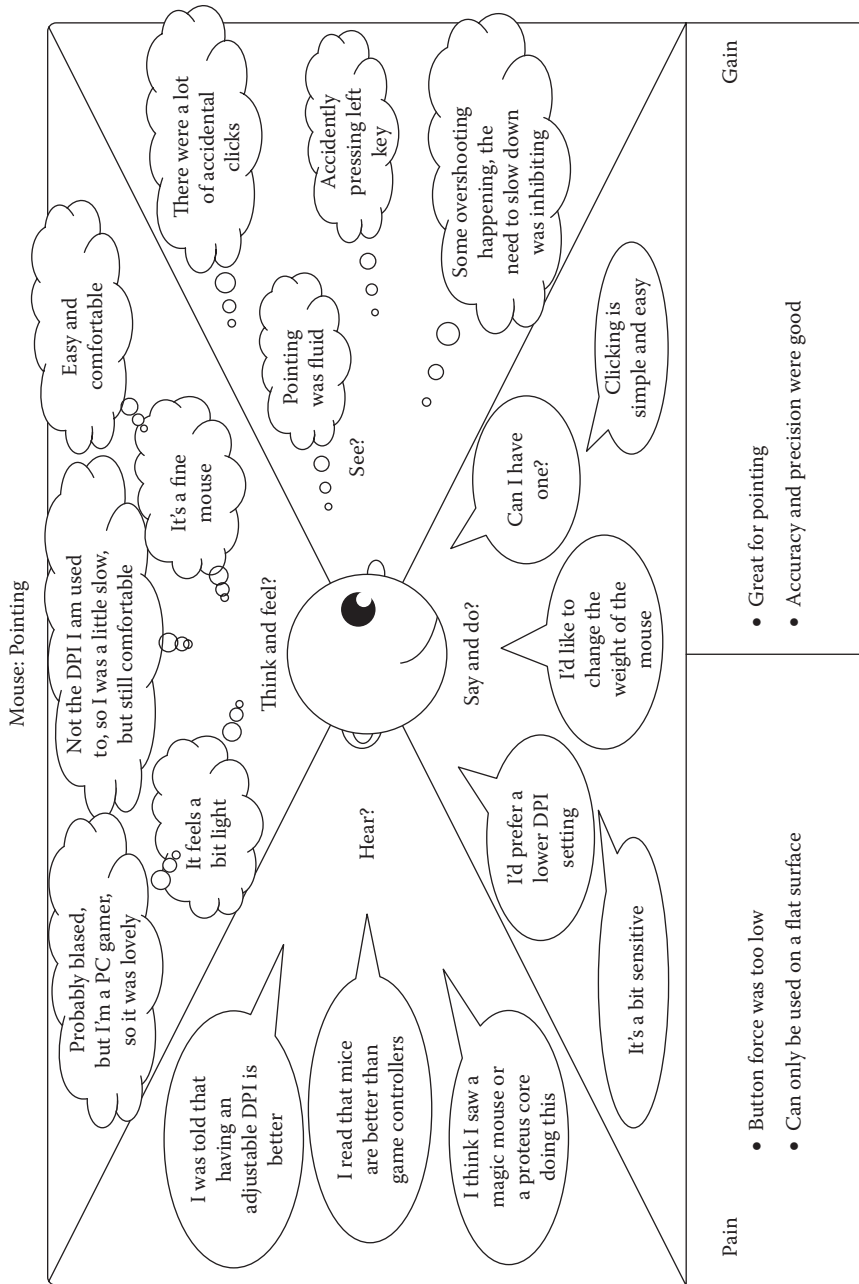 Mouse: Pointing
Probably blased,
but I'm a PC gamer,
so it was lovely
Not the DPI I am used
to, so I was a little slow,
but still comfortable
Easy and
comfortable
It feels a
bit light
It's a fine
mouse
Think and feel?
There were a lot
of accidental
clicks
Pointing
was fluid
Accidently
pressing left
key
See?
Some overshooting
happening, the
need to slow down
was inhibiting
I was told that
having an
adjustable DPI is
better
Hear?
I read that mice
are better than
game controllers
I think I saw a
magic mouse or
a proteus core
doing this
Say and do?
I'd prefer a
lower DPI
setting
Can I have
one?
It's a bit sensitive
I'd like to
change the
weight of the
mouse
Clicking is
simple and easy
Pain
• Button force was too low
• Can only be used on a flat surface
Gain
• Great for pointing
• Accuracy and precision were good